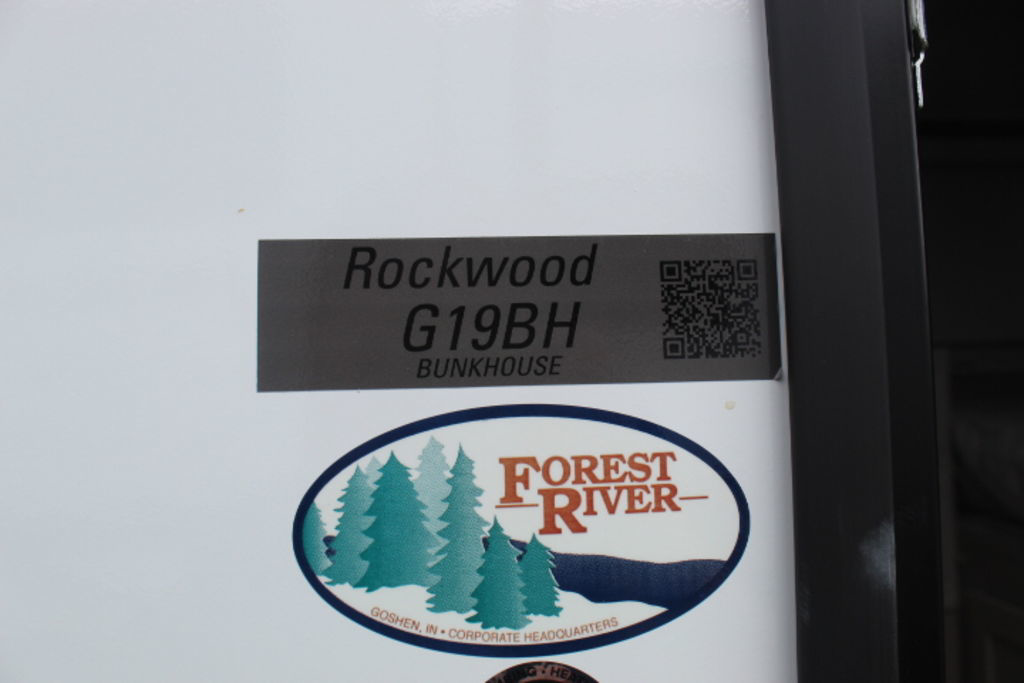 Rockwood
G19BH
BUNKHOUSE
FOREST
RIVER
GOSHEN, IN • CORPORATE HEADQUARTERS